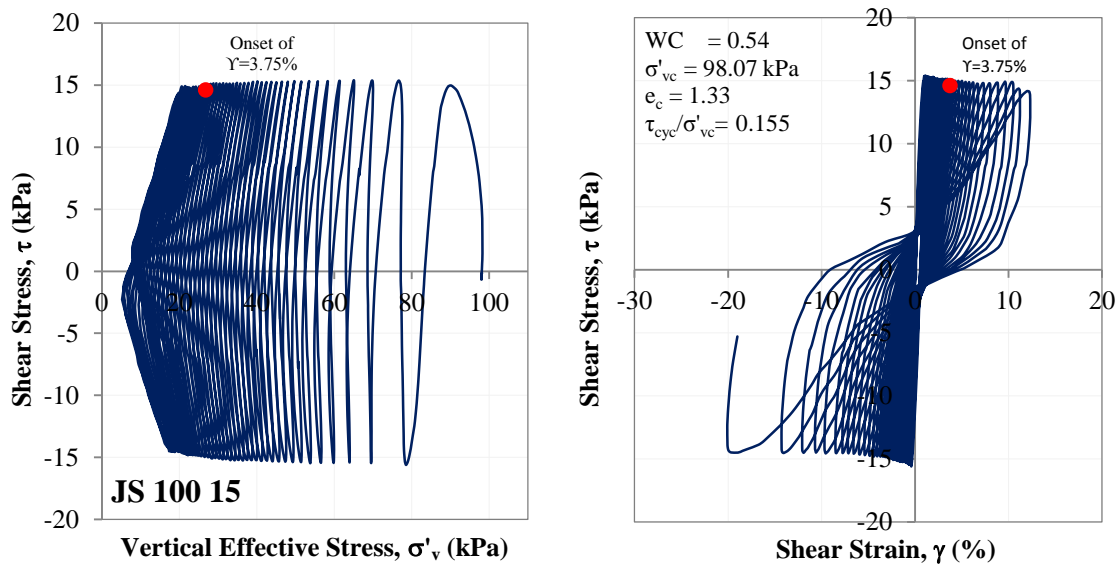 20
15
10
5
0
-5
-10
-15
-20
0
20
40
60
80
100
Shear Stress, τ (kPa)
Vertical Effective Stress, σ'v (kPa)
Onset of
ϒ=3.75%
JS 100 15
20
15
10
5
0
-5
-10
-15
-20
-30
-20
-10
0
10
20
Shear Stress, τ (kPa)
Shear Strain, γ (%)
WC = 0.54
σ'vc = 98.07 kPa
ec = 1.33
τcyc/σ'vc= 0.155
Onset of
ϒ=3.75%